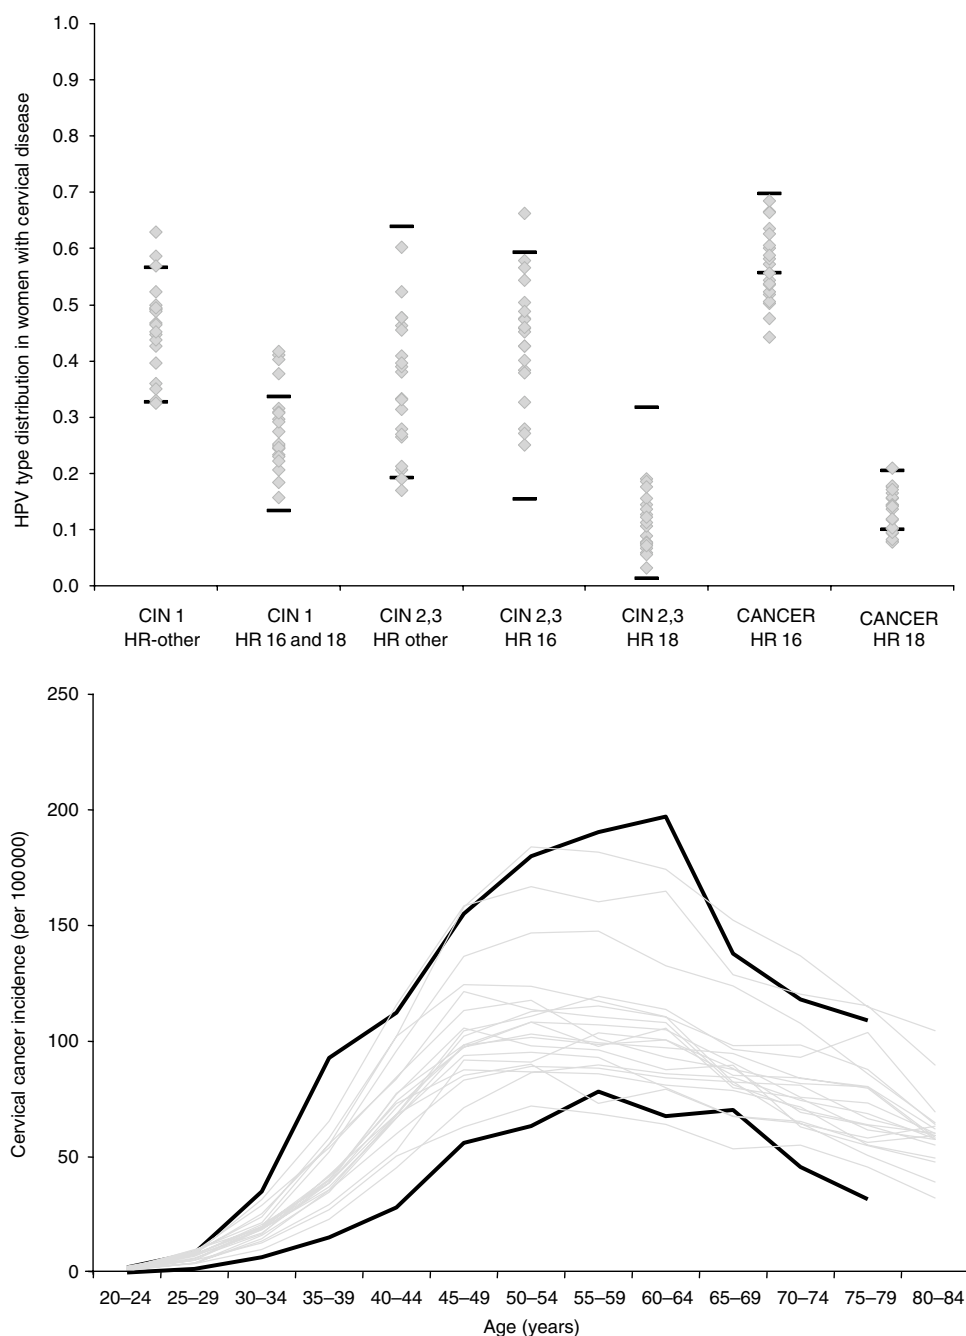 HPV type distribution in women with cervical disease
1.0
0.9
0.8
0.7
0.6
0.5
0.4
0.3
0.2
0.1
0.0
CIN 1 CIN 1 CIN 2,3 CIN 2,3 CIN 2,3 CANCER CANCER
HR-other HR 16 and 18 HR other HR 16 HR 18 HR 16 HR 18
Cervical cancer incidence (per 100 000)
250
200
150
100
50
0
20–24 25–29 30–34 35–39 40–44 45–49 50–54 55–59 60–64 65–69 70–74 75–79 80–84
Age (years)